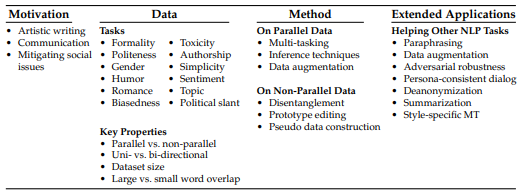 Motivation
• Artistic writing
• Communication
• Mitigating social
issues
Data
Tasks
• Formality
• Politeness
• Gender
• Humor
• Romance
• Biasedness
• Toxicity
• Authorship
• Simplicity
• Sentiment
• Topic
• Political slant
Key Properties
• Parallel vs. non-parallel
• Uni- vs. bi-directional
• Dataset size
• Large vs. small word overlap
Method
On Parallel Data
• Multi-tasking
• Inference techniques
• Data augmentation
On Non-Parallel Data
• Disentanglement
• Prototype editing
• Pseudo data construction
Extended Applications
Helping Other NLP Tasks
• Paraphrasing
• Data augmentation
• Adversarial robustness
• Persona-consistent dialog
• Deanonymization
• Summarization
• Style-specific MT